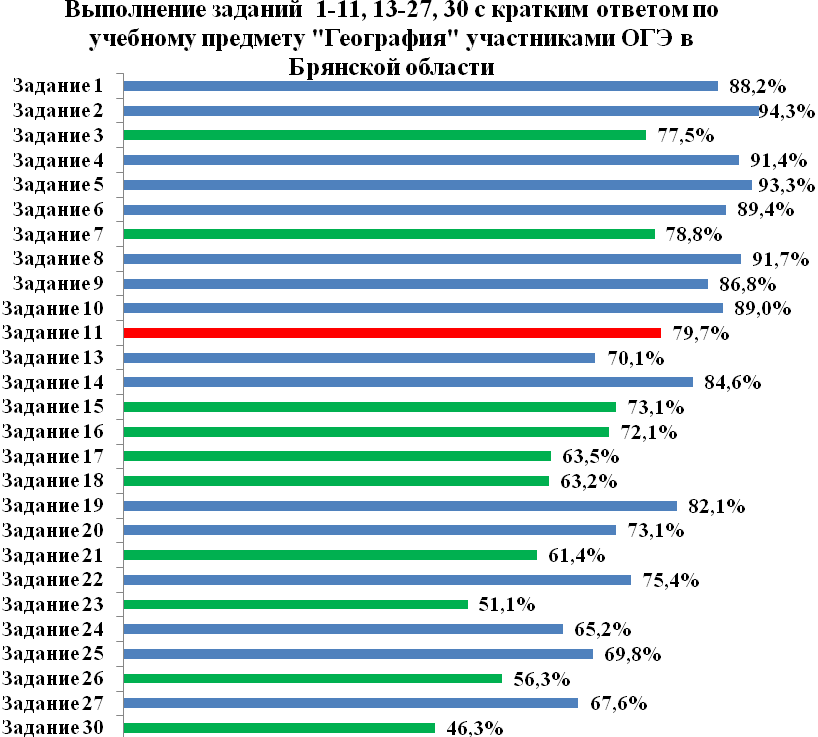 Выполнение заданий 1-11, 13-27, 30 с кратким ответом по
учебному предмету "География" участниками ОГЭ в
Брянской области
Задание 1 88,2%
Задание 2 94,3%
Задание 3 77,5%
Задание 4 91,4%
Задание 5 93,3%
Задание 6 89,4%
Задание 7 78,8%
Задание 8 91,7%
Задание 9 86,8%
Задание 10 89,0%
Задание 11 79,7%
Задание 13 70,1%
Задание 14 84,6%
Задание 15 73,1%
Задание 16 72,1%
Задание 17 63,5%
Задание 18 63,2%
Задание 19 82,1%
Задание 20 73,1%
Задание 21 61,4%
Задание 22 75,4%
Задание 23 51,1%
Задание 24 65,2%
Задание 25 69,8%
Задание 26 56,3%
Задание 27 67,6%
Задание 30 46,3%